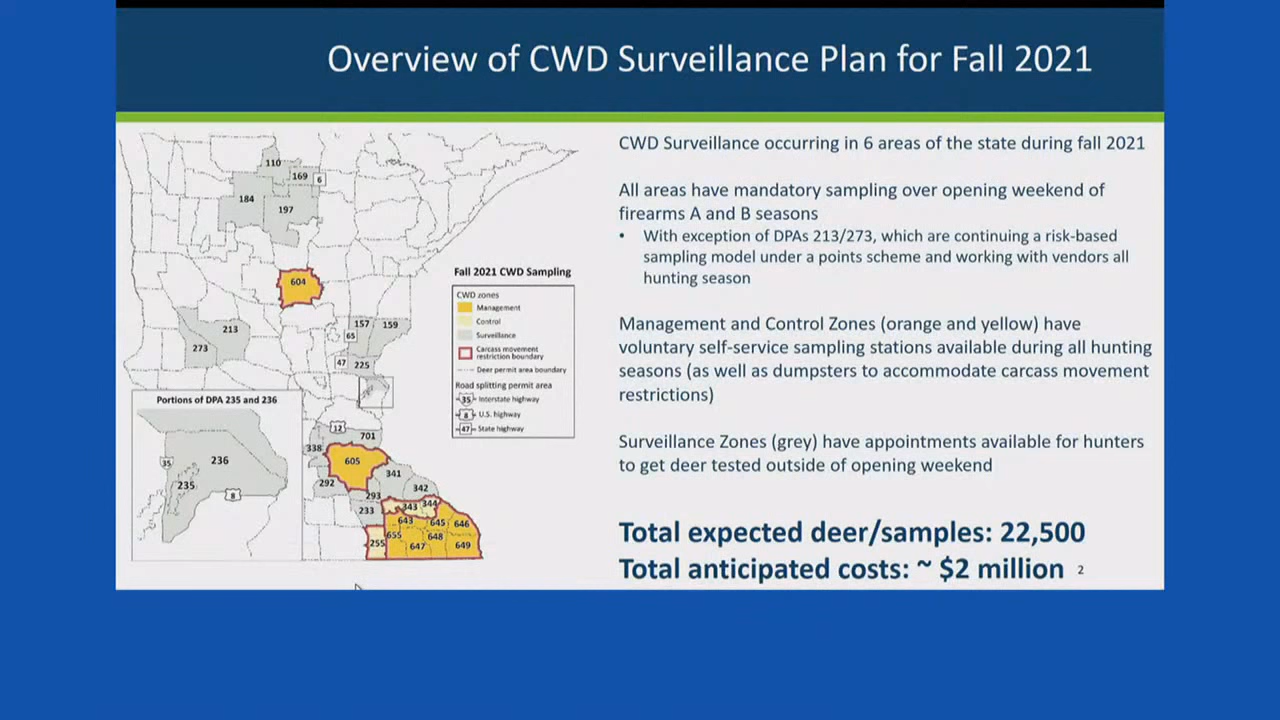 Overview of CWD Surveillance Plan for Fall 2021
110
169
6
184
197
604
213
273
157
159
65
47
225
Fall 2021 CWD Sampling
CWD zones
Management
Control
Surveillance
Carcass movement
restriction boundary
Deer permit area boundary
Road splitting permit area
35
Interstate highway
8
U.S. highway
47
State highway
Portions of DPA 235 and 236
35
236
235
8
12
701
338
605
341
292
342
293
233
343
344
643
645
646
655
648
255
647
649
CWD Surveillance occurring in 6 areas of the state during fall 2021
All areas have mandatory sampling over opening weekend of
firearms A and B seasons
• With exception of DPAs 213/273, which are continuing a risk-based
sampling model under a points scheme and working with vendors all
hunting season
Management and Control Zones (orange and yellow) have
voluntary self-service sampling stations available during all hunting
seasons (as well as dumpsters to accommodate carcass movement
restrictions)
Surveillance Zones (grey) have appointments available for hunters
to get deer tested outside of opening weekend
Total expected deer/samples: 22,500
Total anticipated costs: ~ $2 million
2